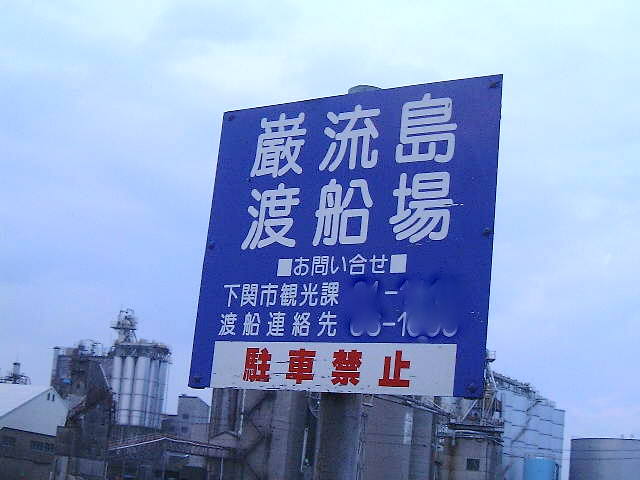 巌流島
渡船場
■お問い合せ■
下関市観光課
渡船連絡先
駐車禁止